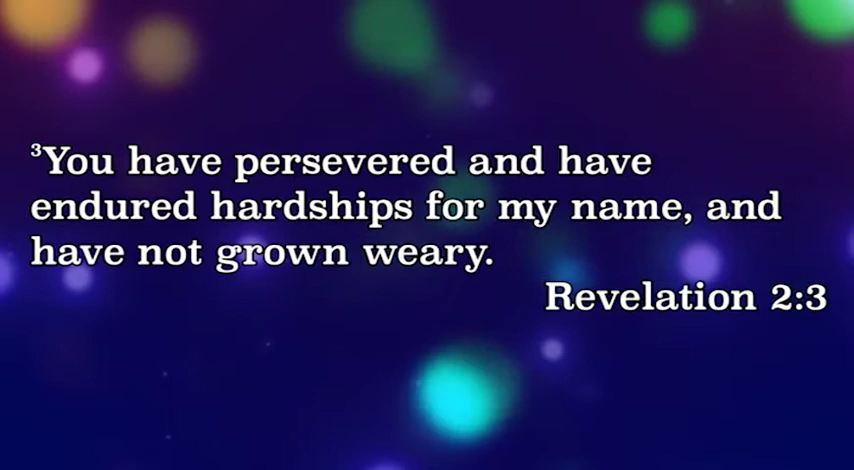 ³You have persevered and have
endured hardships for my name, and
have not grown weary.
Revelation 2:3